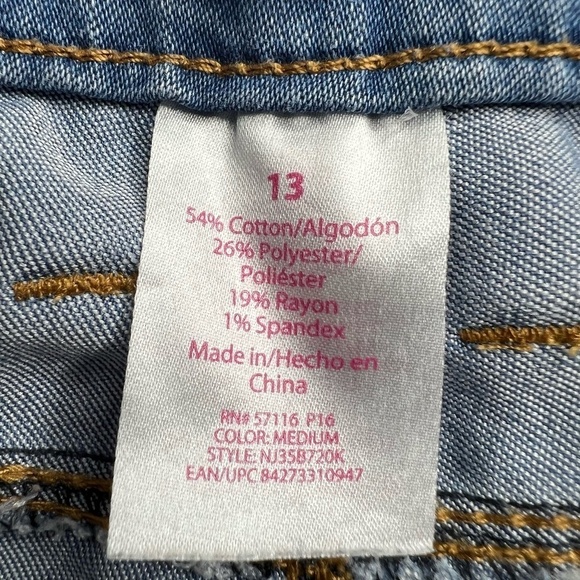 13
54% Cotton/Algodón
26% Polyester/
Poliéster
19% Rayon
1% Spandex
Made in/Hecho en
China
RN# 57116 P16
COLOR: MEDIUM
STYLE: NJ35B720K
EAN/UPC 84273310947